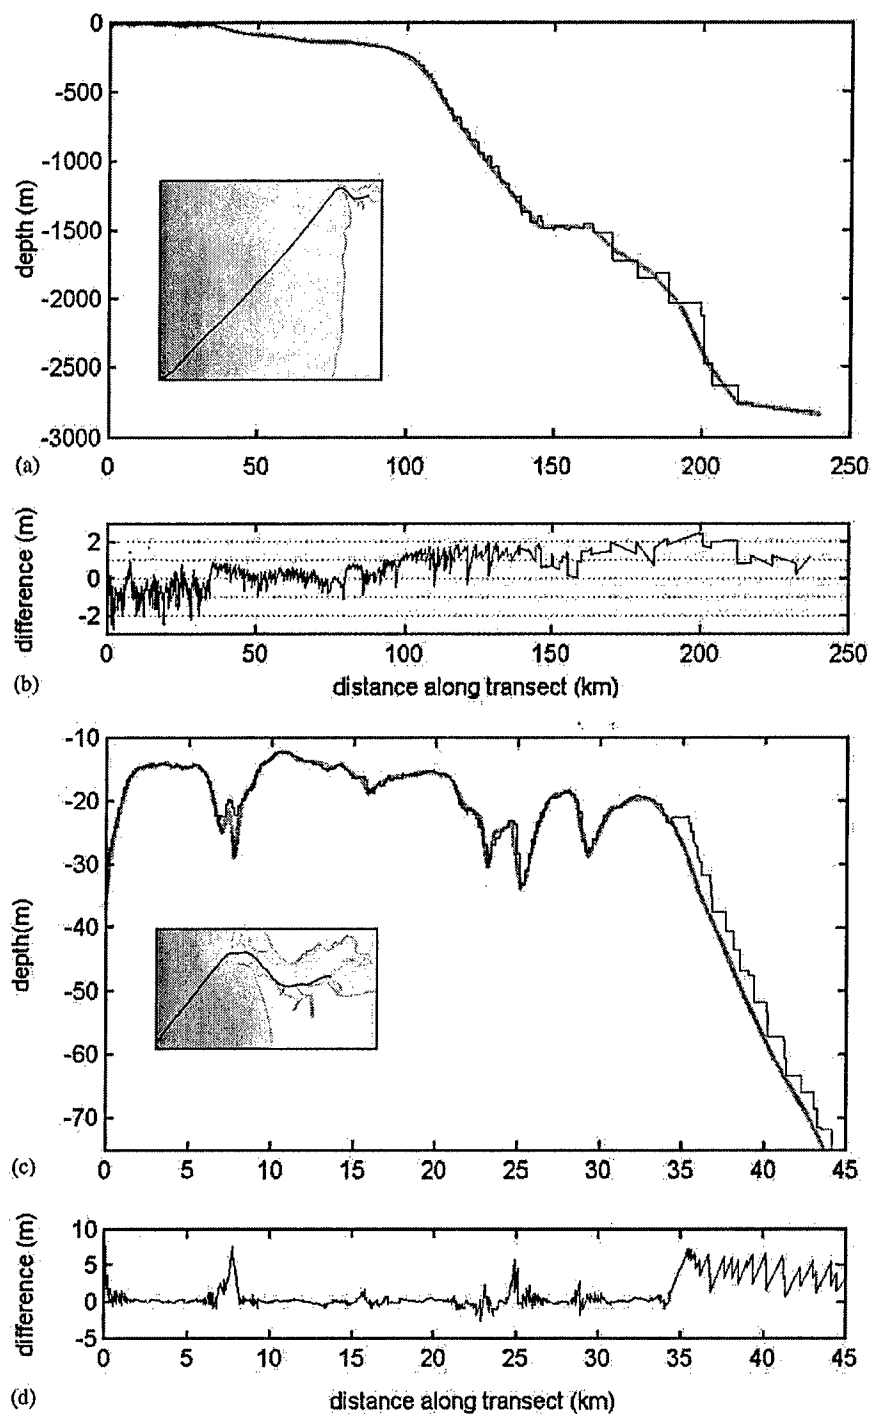 0
-500
-1000
-1500
-2000
-2500
-3000
depth (m)
(a)
0 50 100 150 200 250
2
0
-2
difference (m)
0 50 100 150 200 250
(b)
distance along transect (km)
-10
-20
-30
-40
-50
-60
-70
depth(m)
(c)
0 5 10 15 20 25 30 35 40 45
10
5
0
-5
difference (m)
0 5 10 15 20 25 30 35 40 45
(d)
distance along transect (km)